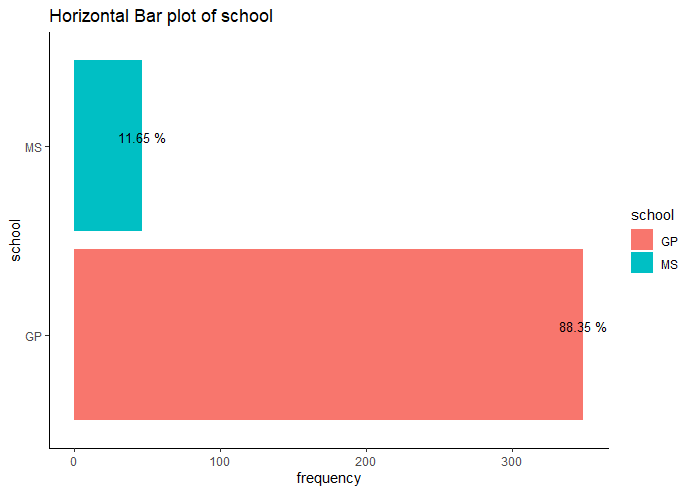 Horizontal Bar plot of school
school
MS
GP
11.65 %
88.35 %
0
100
200
300
frequency
school
GP
MS